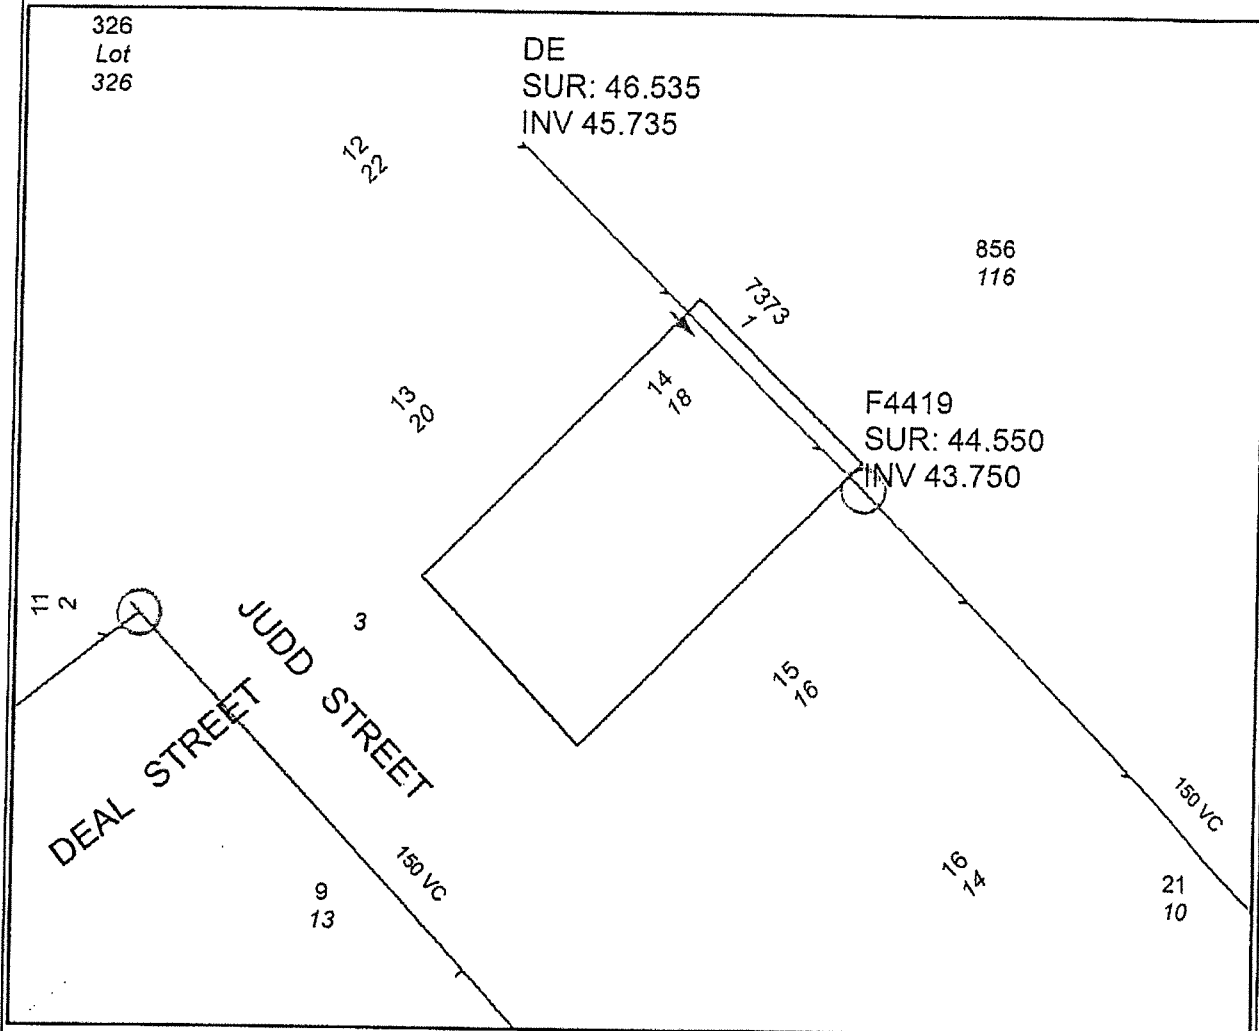 326
Lot
326
DE
SUR: 46.535
INV 45.735
12
22
856
116
7373
1
14
18
13
20
F4419
SUR: 44.550
INV 43.750
11
2
3
JUDD STREET
DEAL STREET
15
16
150 VC
150 VC
16
14
21
10
9
13